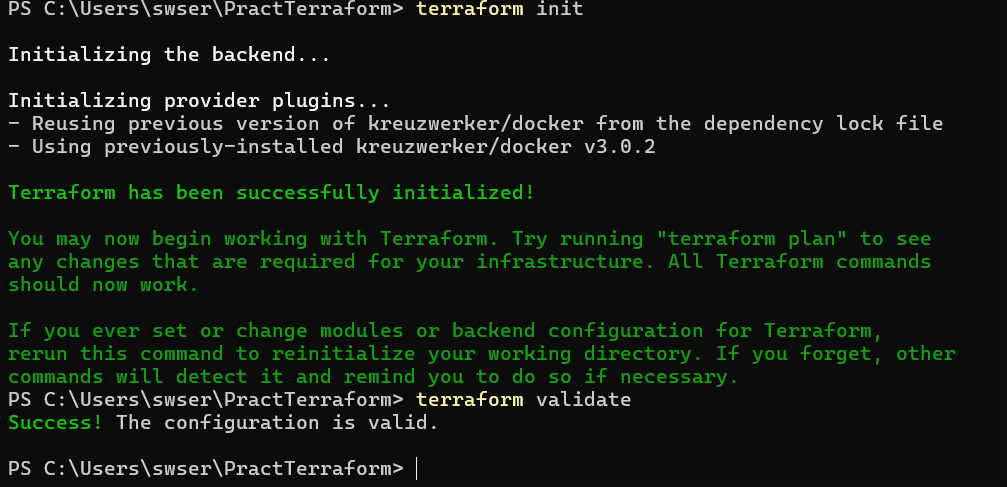 PS C:\Users\swser\PractTerraform> terraform init
Initializing the backend...
Initializing provider plugins...
- Reusing previous version of kreuzwerker/docker from the dependency lock file
- Using previously-installed kreuzwerker/docker v3.0.2
Terraform has been successfully initialized!
You may now begin working with Terraform. Try running "terraform plan" to see
any changes that are required for your infrastructure. All Terraform commands
should now work.
If you ever set or change modules or backend configuration for Terraform,
rerun this command to reinitialize your working directory. If you forget, other
commands will detect it and remind you to do so if necessary.
PS C:\Users\swser\PractTerraform> terraform validate
Success! The configuration is valid.
PS C:\Users\swser\PractTerraform>